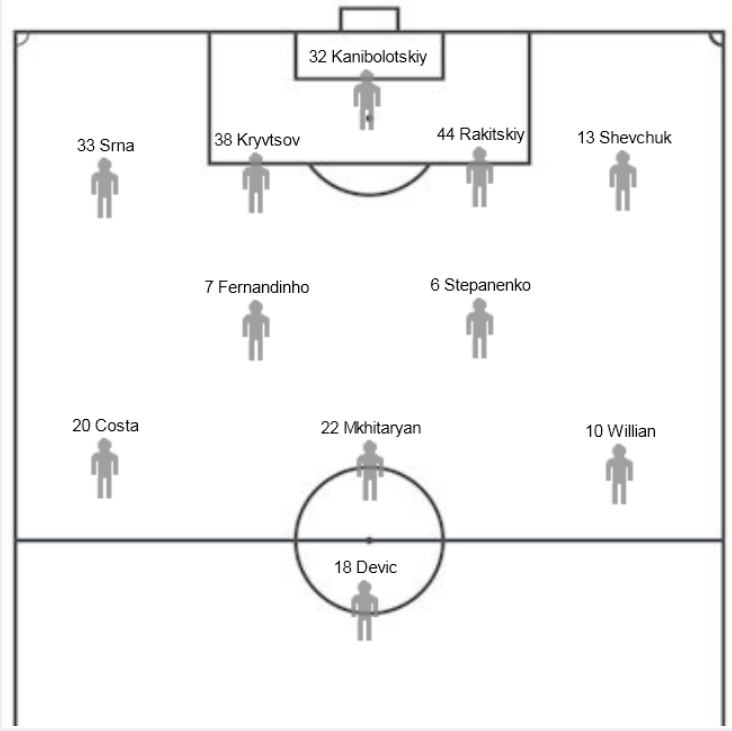 32 Kanibolotskiy
33 Srna
38 Kryvtsov
44 Rakitskiy
13 Shevchuk
7 Fernandinho
6 Stepanenko
20 Costa
22 Mkhitaryan
10 Willian
18 Devic